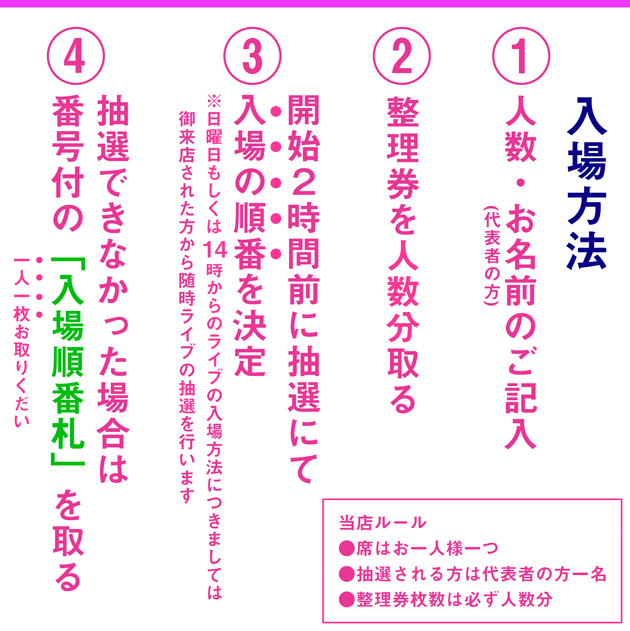 入場方法
①
人数・お名前のご記入
(代表者の方)
②
整理券を人数分取る
③
開始2時間前に抽選にて
入場の順番を決定
※日曜日もしくは14時からのライブの入場方法につきましては
御来店された方から随時ライブの抽選を行います
④
抽選できなかった場合は
番号付の「入場順番札」を取る
一人一枚お取りくだい
当店ルール
●席はお一人様一つ
●抽選される方は代表者の方一名
●整理券枚数は必ず人数分